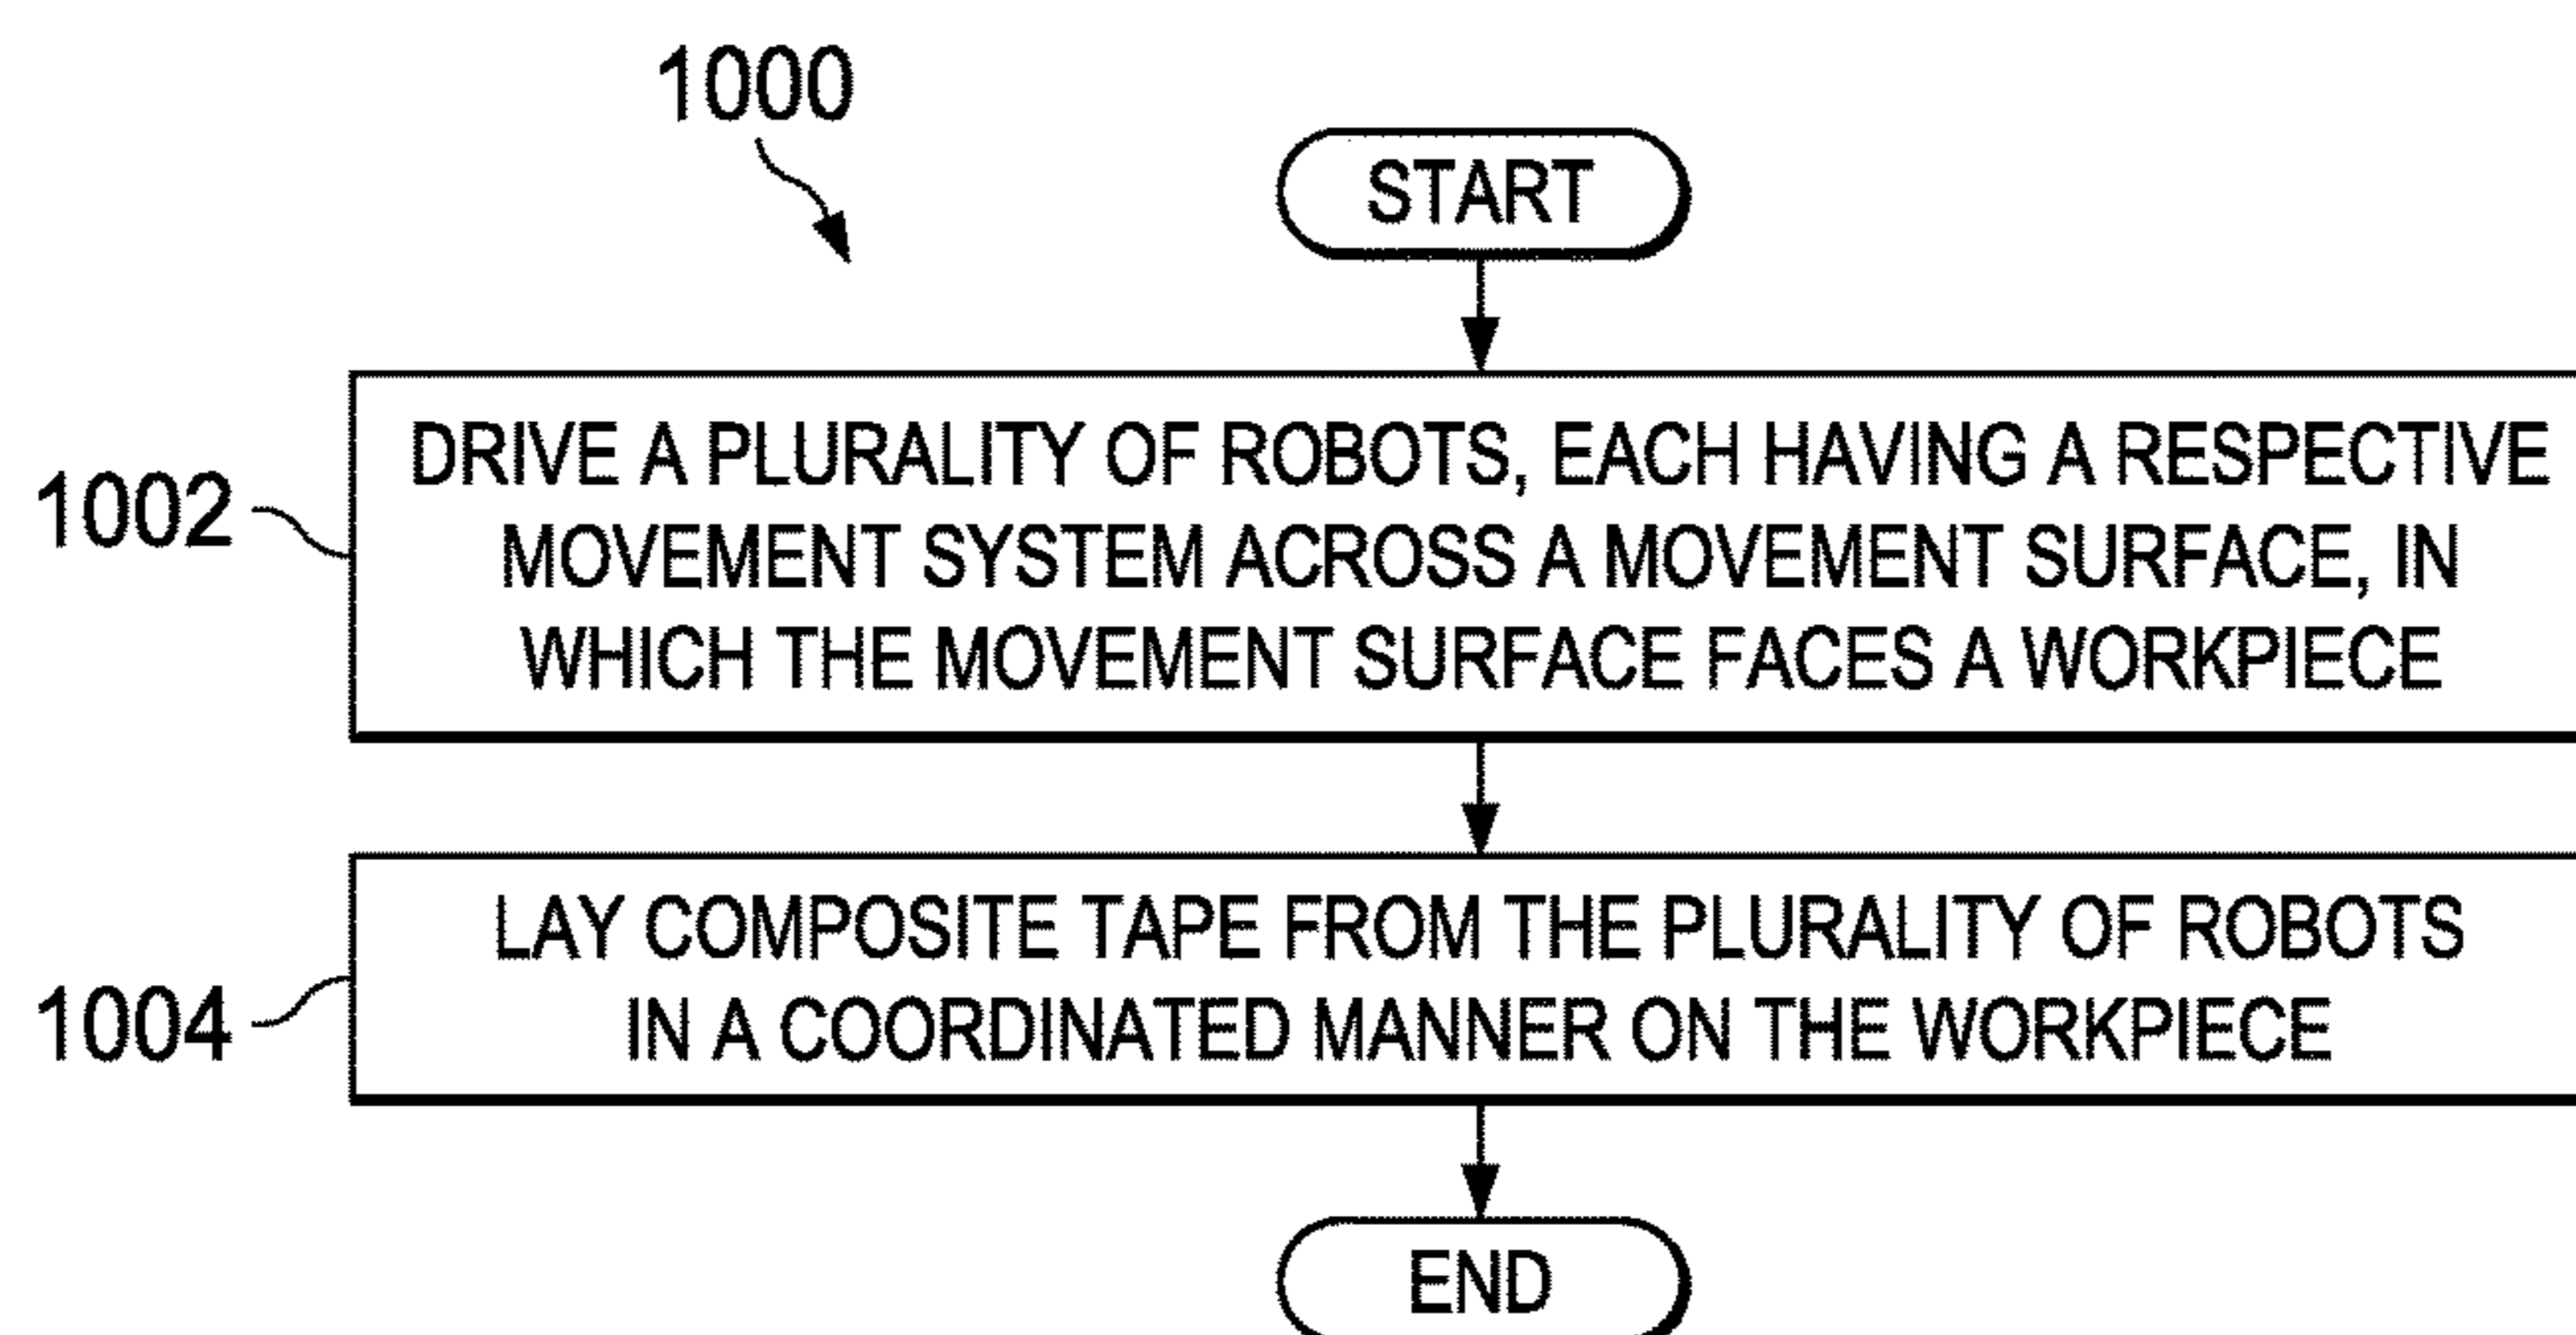 1000
START
1002
DRIVE A PLURALITY OF ROBOTS, EACH HAVING A RESPECTIVE
MOVEMENT SYSTEM ACROSS A MOVEMENT SURFACE, IN
WHICH THE MOVEMENT SURFACE FACES A WORKPIECE
1004
LAY COMPOSITE TAPE FROM THE PLURALITY OF ROBOTS
IN A COORDINATED MANNER ON THE WORKPIECE
END